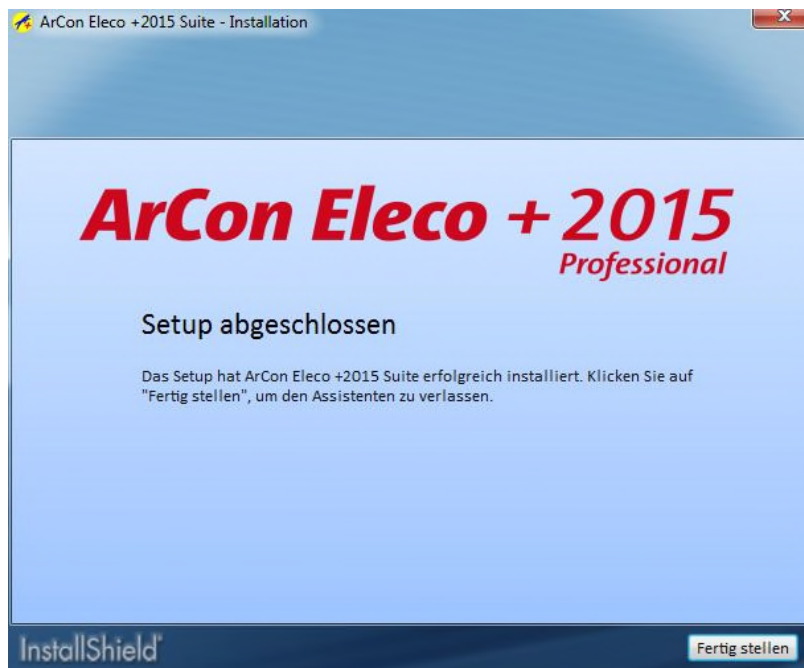 ArCon Eleco +2015 Suite - Installation
ArCon Eleco + 2015
Professional
Setup abgeschlossen
Das Setup hat ArCon Eleco +2015 Suite erfolgreich installiert. Klicken Sie auf
"Fertig stellen", um den Assistenten zu verlassen.
InstallShield
Fertig stellen